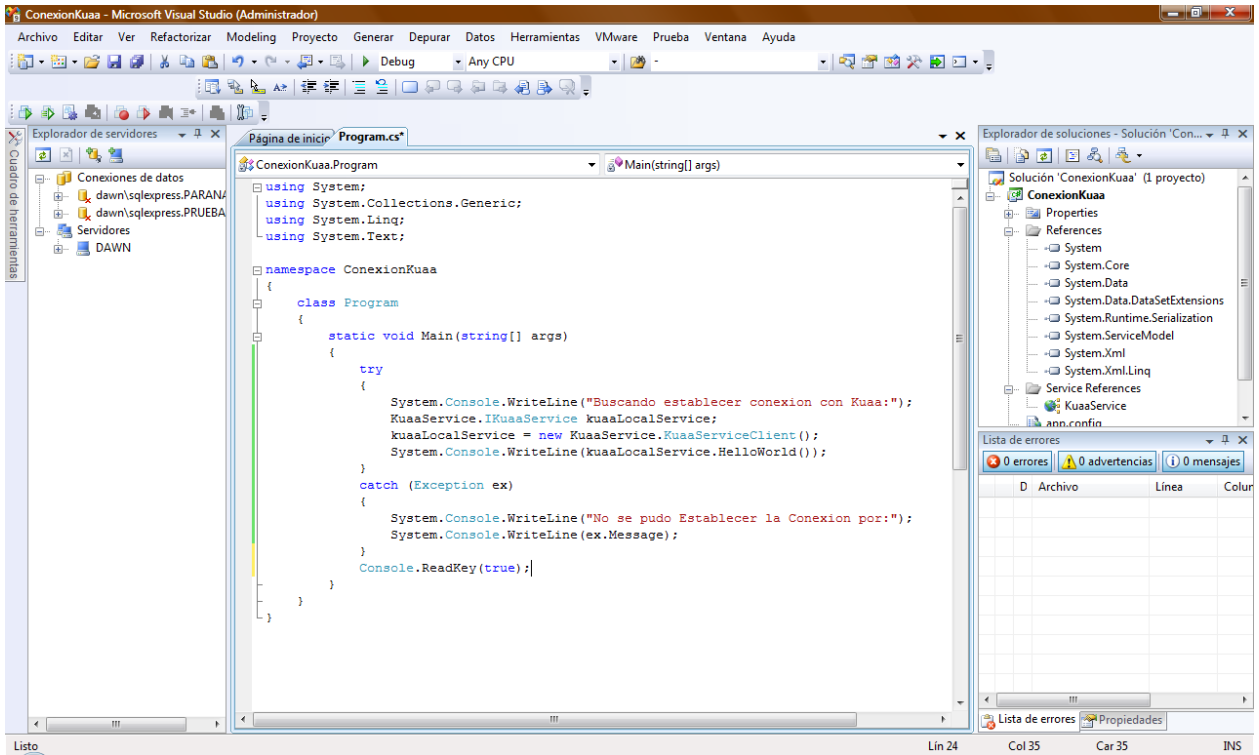 ConexionKuaa - Microsoft Visual Studio (Administrador)
Archivo Editar Ver Refactorizar Modeling Proyecto Generar Depurar Datos Herramientas VMware Prueba Ventana Ayuda
Debug Any CPU -
Cuadro de herramientas
Explorador de servidores
Conexiones de datos
dawn\sqlexpress.PARANA
dawn\sqlexpress.PRUEBA
Servidores
DAWN
Página de inicio Program.cs*
ConexionKuaa.Program Main(string[] args)
using System;
using System.Collections.Generic;
using System.Linq;
using System.Text;
namespace ConexionKuaa
{
class Program
{
static void Main(string[] args)
{
try
{
System.Console.WriteLine("Buscando establecer conexion con Kuaa:");
KuaaService.IKuaaService kuaaLocalService;
kuaaLocalService = new KuaaService.KuaaServiceClient();
System.Console.WriteLine(kuaaLocalService.HelloWorld());
}
catch (Exception ex)
{
System.Console.WriteLine("No se pudo Establecer la Conexion por:");
System.Console.WriteLine(ex.Message);
}
Console.ReadKey(true);
}
}
}
Explorador de soluciones - Solución 'Con...
Solución 'ConexionKuaa' (1 proyecto)
ConexionKuaa
Properties
References
System
System.Core
System.Data
System.Data.DataSetExtensions
System.Runtime.Serialization
System.ServiceModel
System.Xml
System.Xml.Linq
Service References
KuaaService
app.config
Lista de errores
0 errores 0 advertencias 0 mensajes
D Archivo Línea Colur
Lista de errores Propiedades
Listo Lín 24 Col 35 Car 35 INS